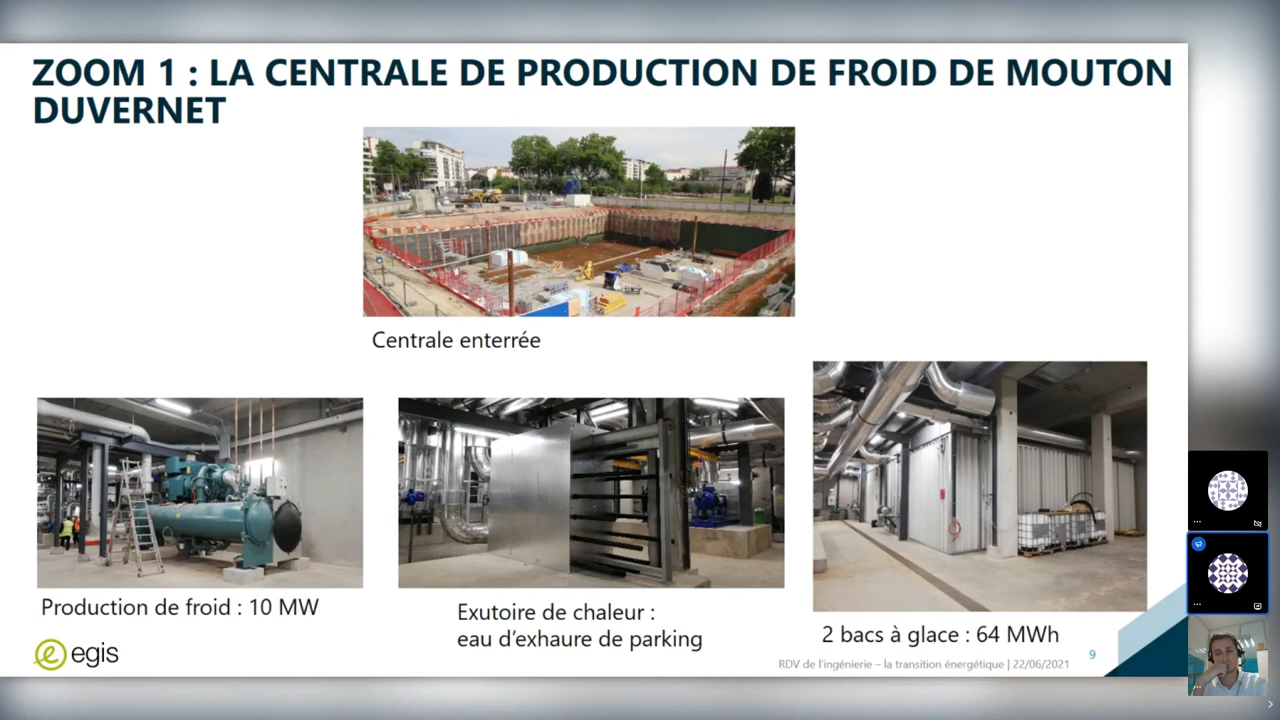 ZOOM 1 : LA CENTRALE DE PRODUCTION DE FROID DE MOUTON
DUVERNET
Centrale enterrée
Production de froid : 10 MW
Exutoire de chaleur :
eau d'exhaure de parking
2 bacs à glace : 64 MWh
egis
RDV de l'ingénierie – la transition énergétique | 22/06/2021
9